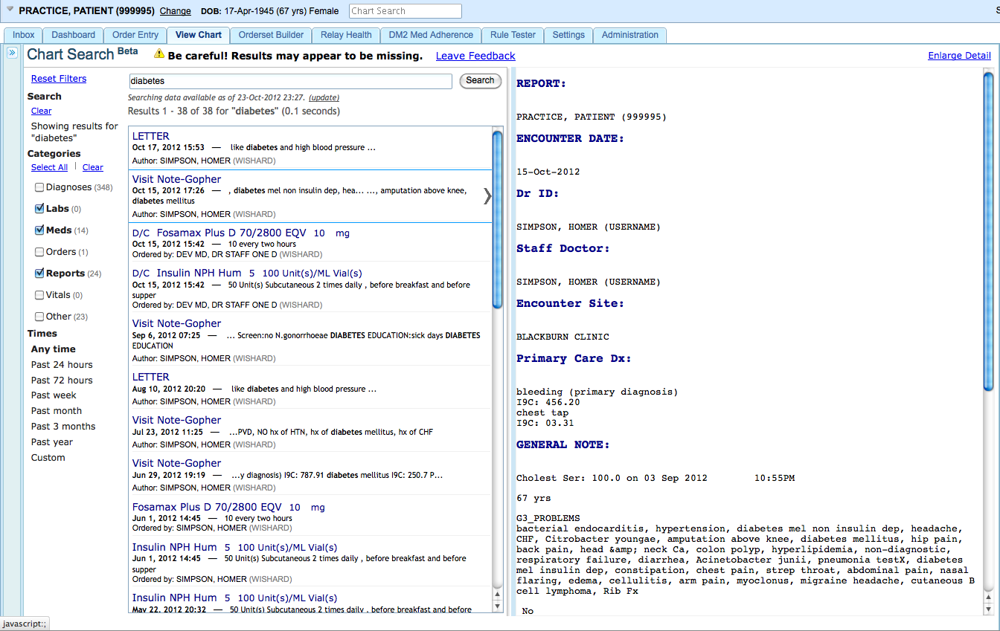 PRACTICE, PATIENT (999995) Change DOB: 17-Apr-1945 (67 yrs) Female Chart Search S
Inbox Dashboard Order Entry View Chart Orderset Builder Relay Health DM2 Med Adherence Rule Tester Settings Administration
Chart Search Beta Be careful! Results may appear to be missing. Leave Feedback Enlarge Detail
Reset Filters
Search
Clear
Showing results for
"diabetes"
Categories
Select All | Clear
Diagnoses (348)
Labs (0)
Meds (14)
Orders (1)
Reports (24)
Vitals (0)
Other (23)
Times
Any time
Past 24 hours
Past 72 hours
Past week
Past month
Past 3 months
Past year
Custom
diabetes Search
Searching data available as of 23-Oct-2012 23:27. (update)
Results 1 - 38 of 38 for "diabetes" (0.1 seconds)
LETTER
Oct 17, 2012 15:53 — like diabetes and high blood pressure ...
Author: SIMPSON, HOMER (WISHARD)
Visit Note-Gopher
Oct 15, 2012 17:26 — , diabetes mel non insulin dep, hea... ..., amputation above knee,
diabetes mellitus
Author: SIMPSON, HOMER (WISHARD)
D/C Fosamax Plus D 70/2800 EQV 10 mg
Oct 15, 2012 15:42 — 10 every two hours
Ordered by: DEV MD, DR STAFF ONE D (WISHARD)
D/C Insulin NPH Hum 5 100 Unit(s)/ML Vial(s)
Oct 15, 2012 15:42 — 50 Unit(s) Subcutaneous 2 times daily , before breakfast and before
supper
Ordered by: DEV MD, DR STAFF ONE D (WISHARD)
Visit Note-Gopher
Sep 6, 2012 07:25 — ... Screen:no N.gonorrhoeae DIABETES EDUCATION:sick days DIABETES
EDUCATION
Author: SIMPSON, HOMER (WISHARD)
LETTER
Aug 10, 2012 20:20 — like diabetes and high blood pressure ...
Author: SIMPSON, HOMER (WISHARD)
Visit Note-Gopher
Jul 23, 2012 11:25 — ...PVD, NO hx of HTN, hx of diabetes mellitus, hx of CHF
Author: SIMPSON, HOMER (WISHARD)
Visit Note-Gopher
Jun 29, 2012 19:19 — ...y diagnosis) I9C: 787.91 diabetes mellitus I9C: 250.7 P...
Author: SIMPSON, HOMER (WISHARD)
Fosamax Plus D 70/2800 EQV 10 mg
Jun 1, 2012 14:45 — 10 every two hours
Ordered by: SIMPSON, HOMER (WISHARD)
Insulin NPH Hum 5 100 Unit(s)/ML Vial(s)
Jun 1, 2012 14:45 — 50 Unit(s) Subcutaneous 2 times daily , before breakfast and before
supper
Ordered by: SIMPSON, HOMER (WISHARD)
Insulin NPH Hum 5 100 Unit(s)/ML Vial(s)
May 22, 2012 20:32 — 50 Unit(s) Subcutaneous 2 times daily , before breakfast and before
REPORT:
PRACTICE, PATIENT (999995)
ENCOUNTER DATE:
15-Oct-2012
Dr ID:
SIMPSON, HOMER (USERNAME)
Staff Doctor:
SIMPSON, HOMER (USERNAME)
Encounter Site:
BLACKBURN CLINIC
Primary Care Dx:
bleeding (primary diagnosis)
I9C: 456.20
chest tap
I9C: 03.31
GENERAL NOTE:
Cholest Ser: 100.0 on 03 Sep 2012 10:55PM
67 yrs
G3_PROBLEMS
bacterial endocarditis, hypertension, diabetes mel non insulin dep, headache,
CHF, Citrobacter youngae, amputation above knee, diabetes mellitus, hip pain,
back pain, head &amp; neck Ca, colon polyp, hyperlipidemia, non-diagnostic,
respiratory failure, diarrhea, Acinetobacter junii, pneumonia testX, diabetes
mel insulin dep, constipation, chest pain, strep throat, abdominal pain, nasal
flaring, edema, cellulitis, arm pain, myoclonus, migraine headache, cutaneous B
cell lymphoma, Rib Fx
No
javascript:;